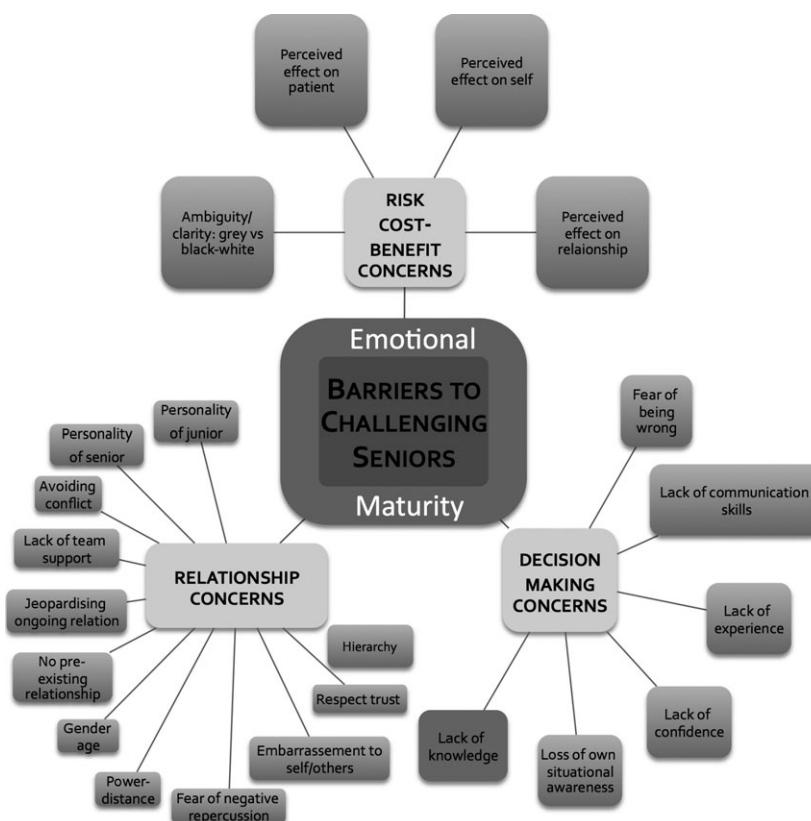 Perceived
effect on
patient
Perceived
effect on self
Ambiguity/
clarity: grey vs
black-white
RISK
COST-
BENEFIT
CONCERNS
Perceived
effect on
relaionship
Emotional
BARRIERS TO
CHALLENGING
SENIORS
Maturity
Personality
of junior
Personality
of senior
Avoiding
conflict
Lack of team
support
Jeopardising
ongoing relation
No pre-
existing
relationship
Gender
age
Power-
distance
Fear of negative
repercussion
Embarrassement to
self/others
Respect trust
Hierarchy
RELATIONSHIP
CONCERNS
DECISION
MAKING
CONCERNS
Fear of
being
wrong
Lack of communication
skills
Lack of
experience
Lack of
confidence
Loss of own
situational
awareness
Lack of
knowledge